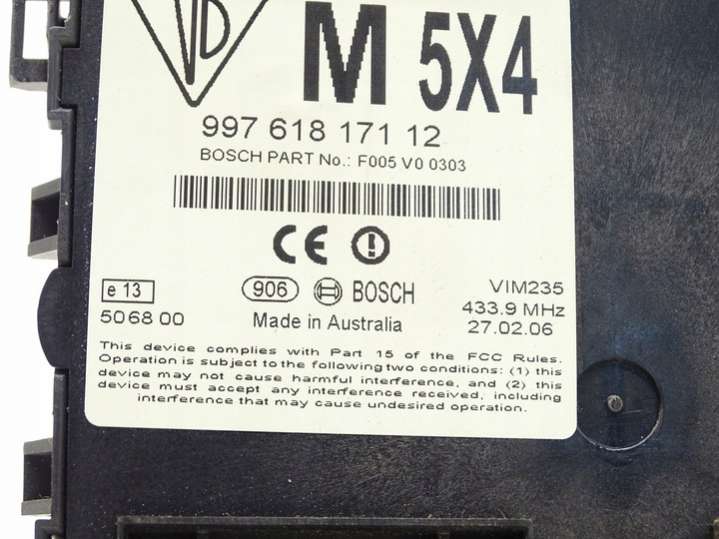 VD
M 5X4
997 618 171 12
BOSCH PART No.: F005 V0 0303
CE
e 13
506800
906 BOSCH
Made in Australia
VIM235
433.9 MHz
27.02.06
This device complies with Part 15 of the FCC Rules.
Operation is subject to the following two conditions: (1) this
device may not cause harmful interference, and (2) this
device must accept any interference received, including
interference that may cause undesired operation.